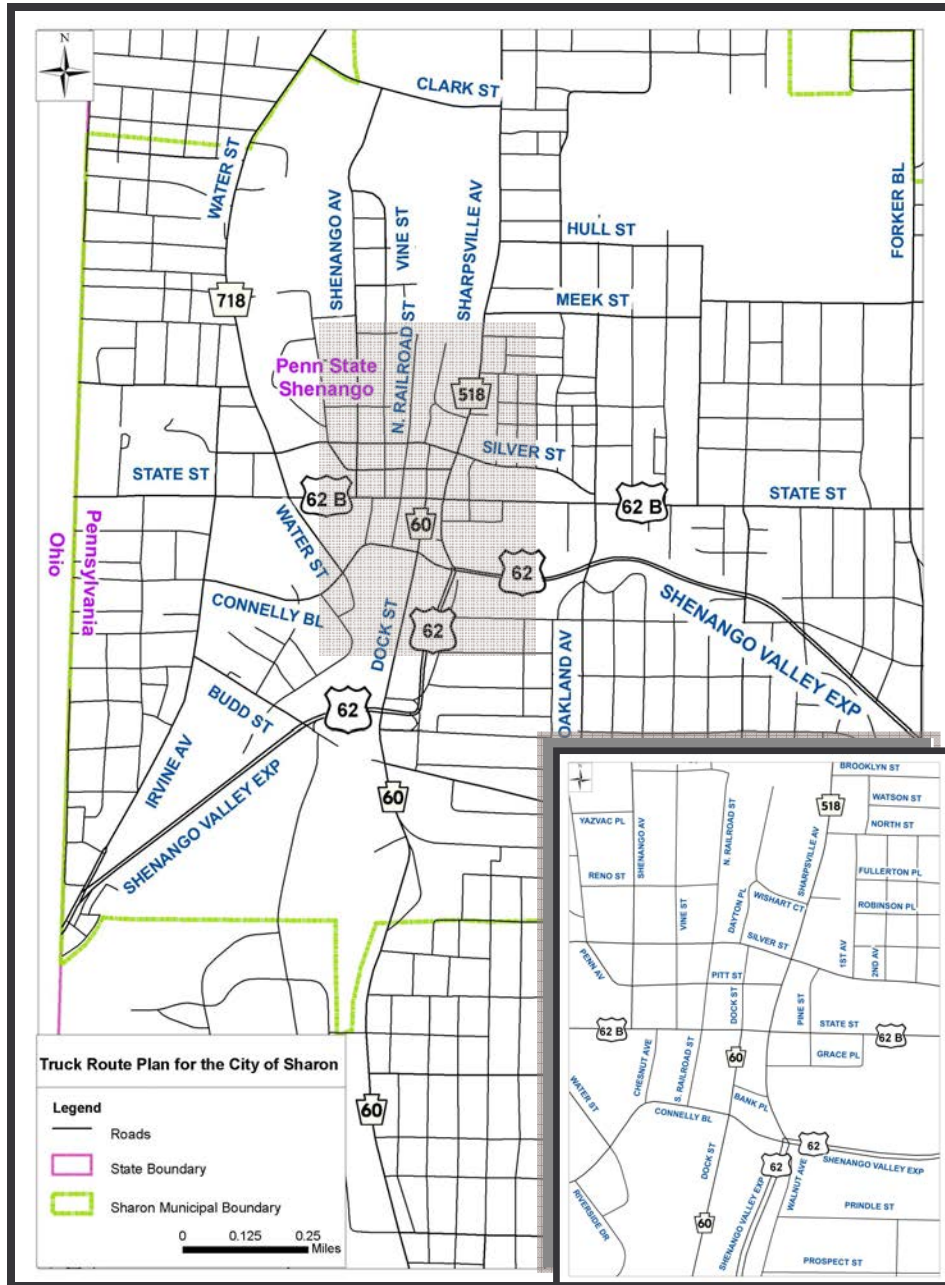 N
CLARK ST
WATER ST
SHENANGO AV
VINE ST
SHARPSVILLE AV
FORKER BL
HULL ST
718
MEEK ST
N. RAILROAD ST
Penn State
Shenango
518
SILVER ST
STATE ST
62 B
62 B
STATE ST
WATER ST
60
Pennsylvania
Ohio
62
CONNELLY BL
DOCK ST
62
SHENANGO VALLEY EXP
OAKLAND AV
BUDD ST
62
IRVINE AV
SHENANGO VALLEY EXP
60
60
Truck Route Plan for the City of Sharon
Legend
Roads
State Boundary
Sharon Municipal Boundary
0 0.125 0.25
Miles
BROOKLYN ST
518
WATSON ST
YAZVAC PL
SHENANGO AV
N. RAILROAD ST
SHARPSVILLE AV
NORTH ST
RENO ST
FULLERTON PL
DAYTON PL
WISHART CT
ROBINSON PL
VINE ST
SILVER ST
1ST AV
2ND AV
PENN AV
PITT ST
DOCK ST
PINE ST
STATE ST
62 B
62 B
GRACE PL
CHESNUT AVE
S. RAILROAD ST
60
WATER ST
BANK PL
CONNELLY BL
62
DOCK ST
62
SHENANGO VALLEY EXP
WALNUT AVE
SHENANGO VALLEY EXP
RIVERSIDE DR
60
PRINDLE ST
PROSPECT ST